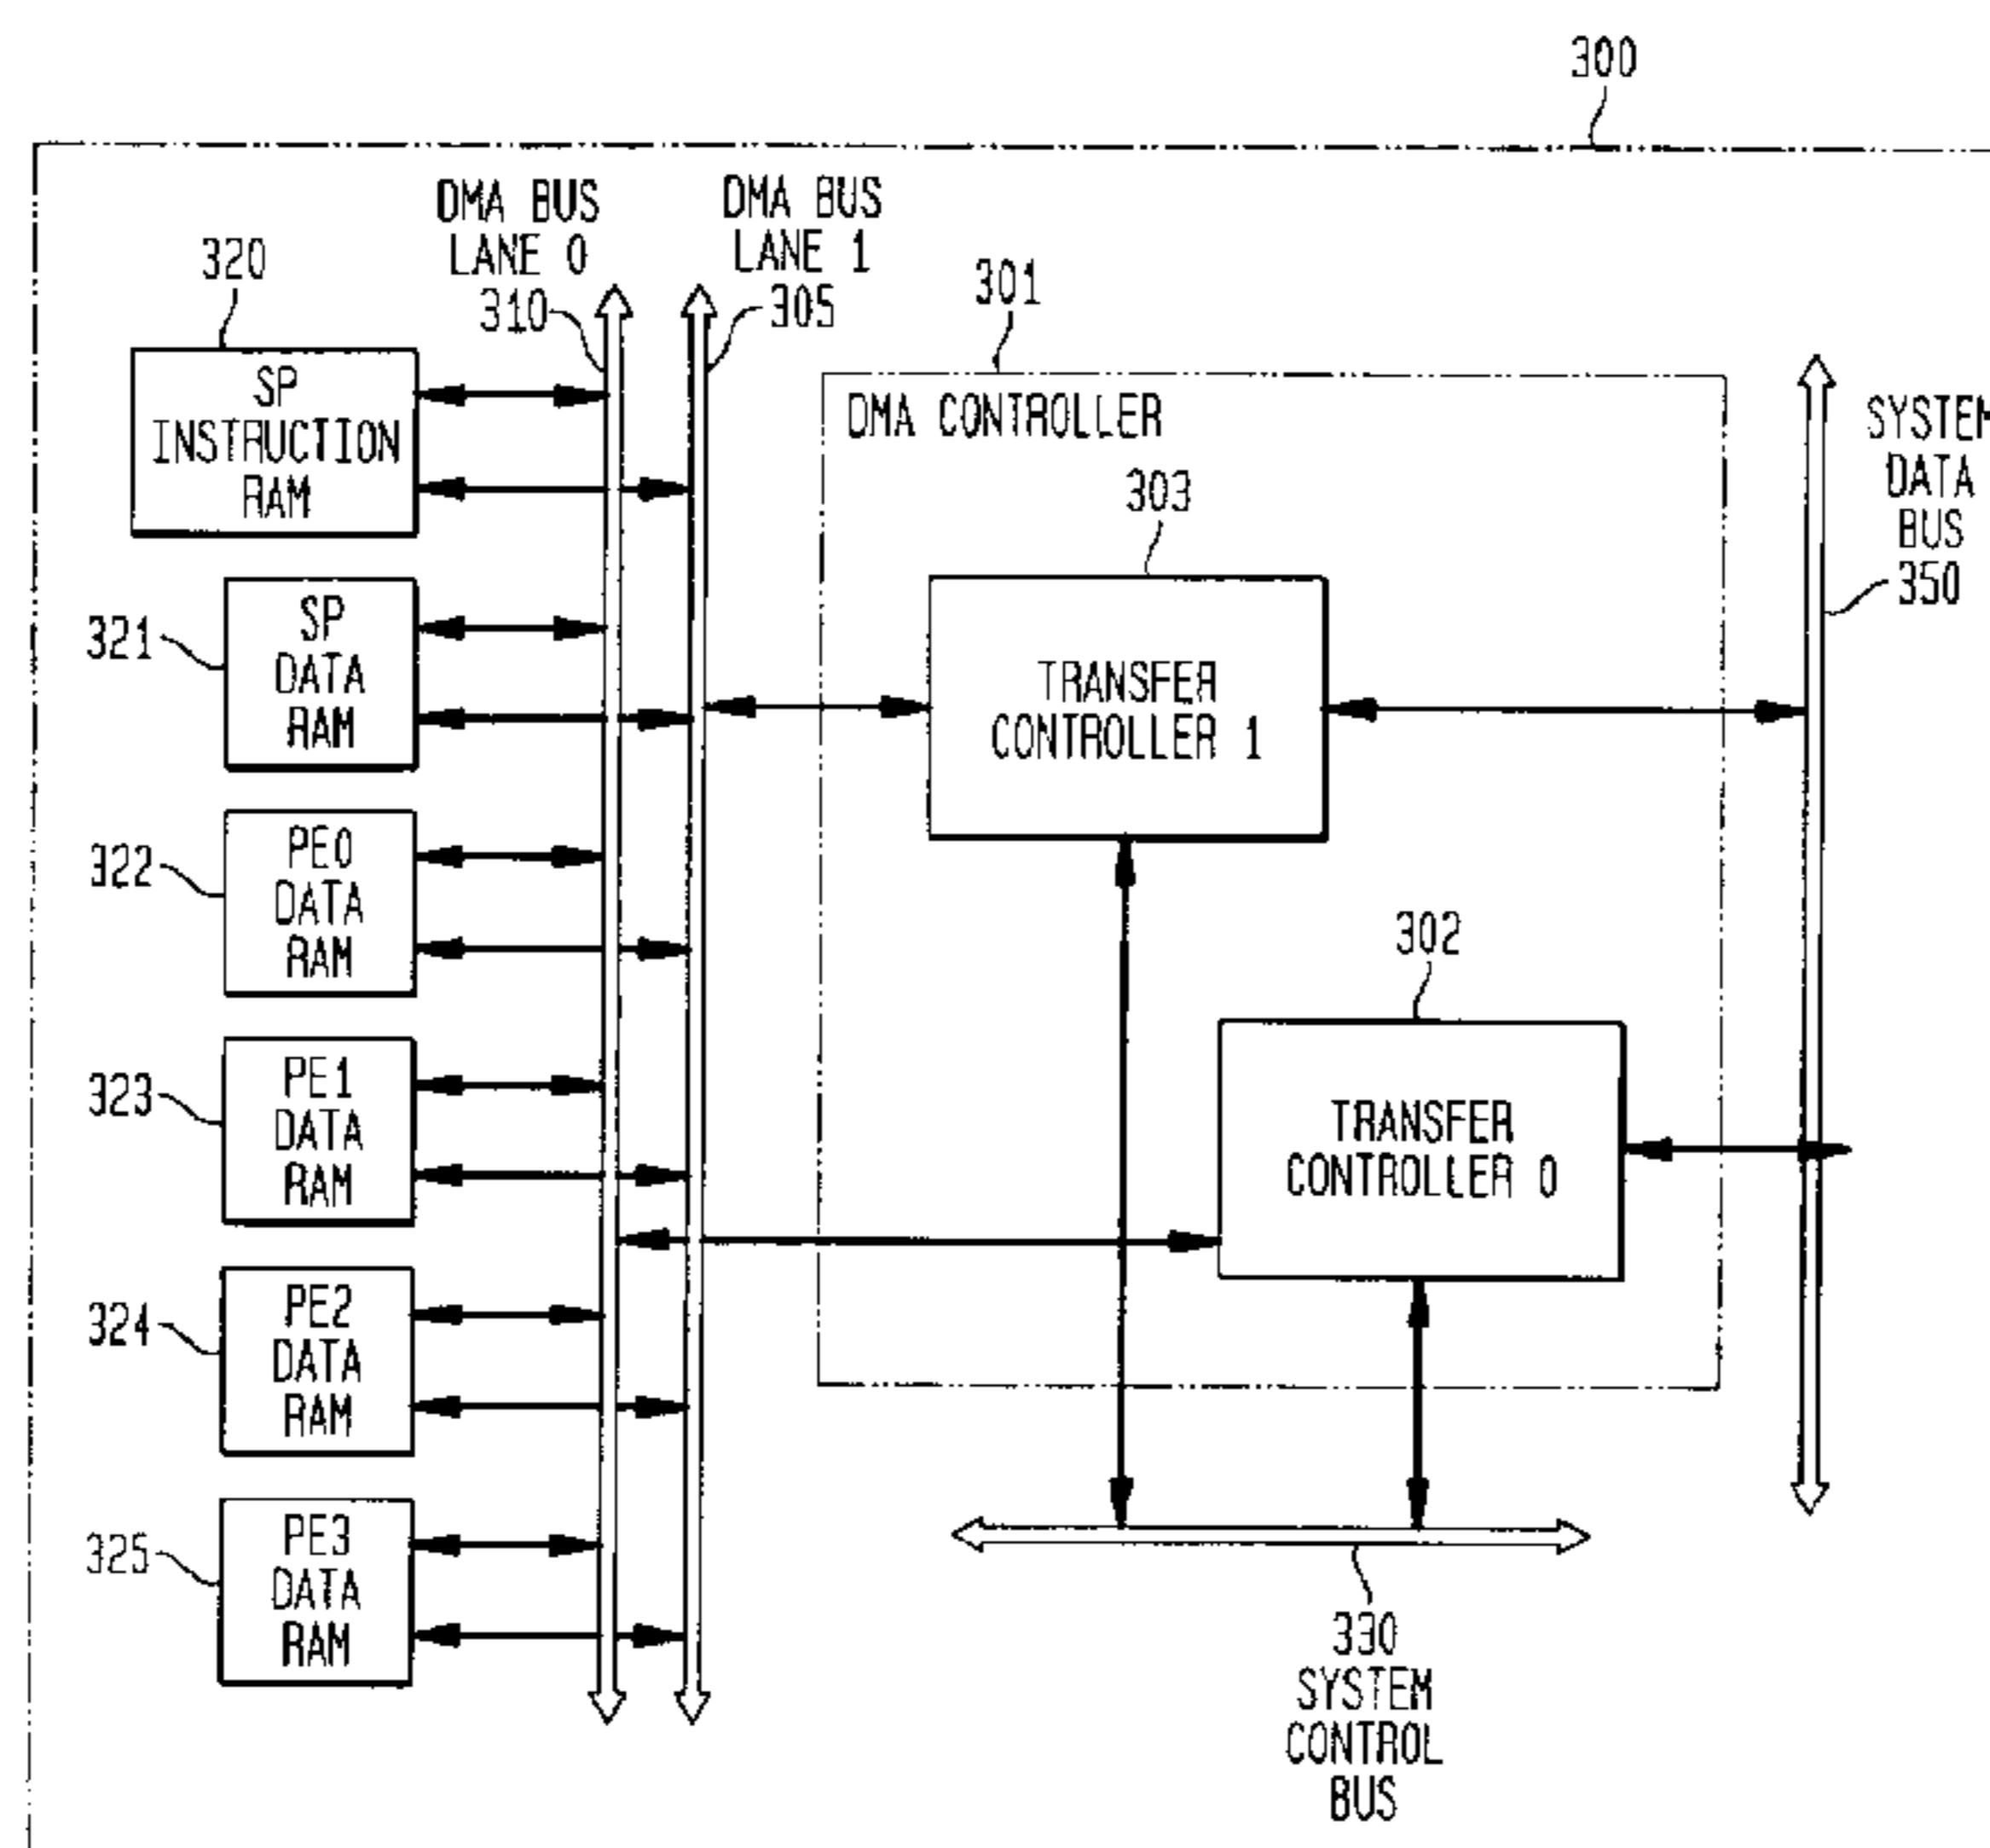 300
DMA BUS
LANE 0
310
DMA BUS
LANE 1
305
320
SP
INSTRUCTION
RAM
301
DMA CONTROLLER
303
TRANSFER
CONTROLLER 1
SYSTEM
DATA
BUS
350
321
SP
DATA
RAM
322
PE0
DATA
RAM
302
TRANSFER
CONTROLLER 0
323
PE1
DATA
RAM
324
PE2
DATA
RAM
325
PE3
DATA
RAM
330
SYSTEM
CONTROL
BUS